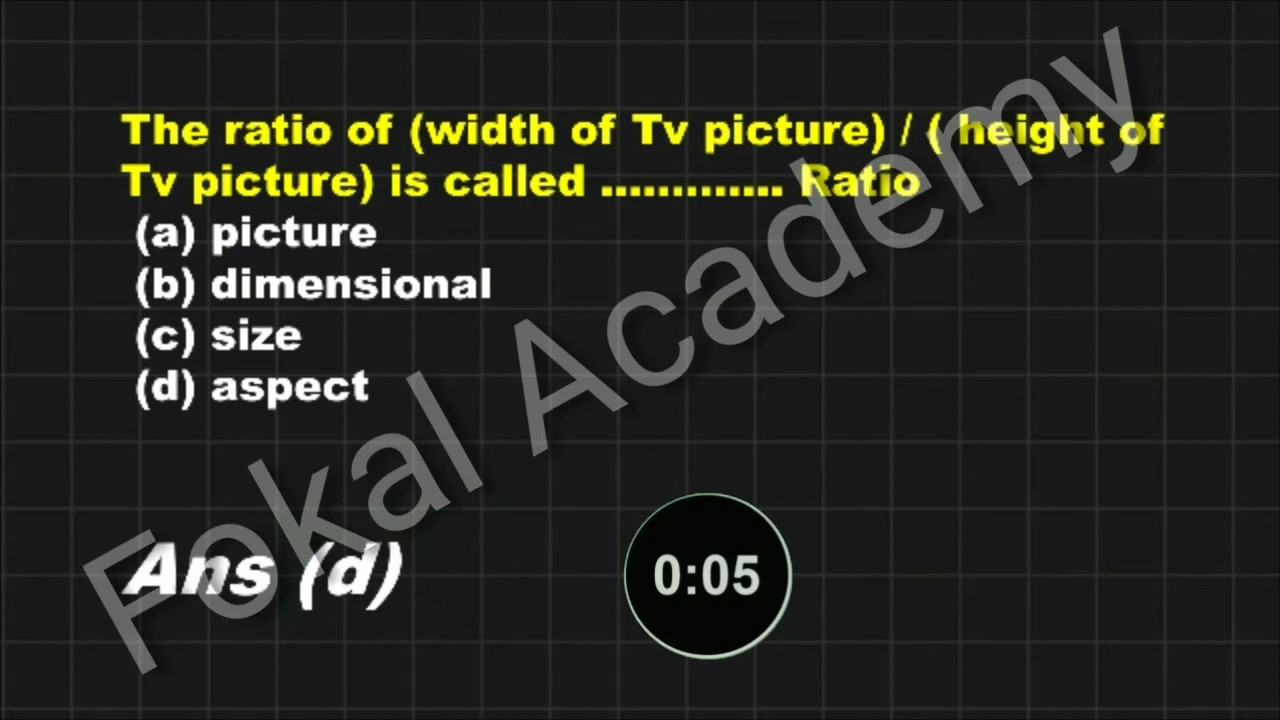 The ratio of (width of Tv picture) / ( height of
Tv picture) is called ............. Ratio
(a) picture
(b) dimensional
(c) size
(d) aspect
Ans (d)
0:05
Fokal Academy